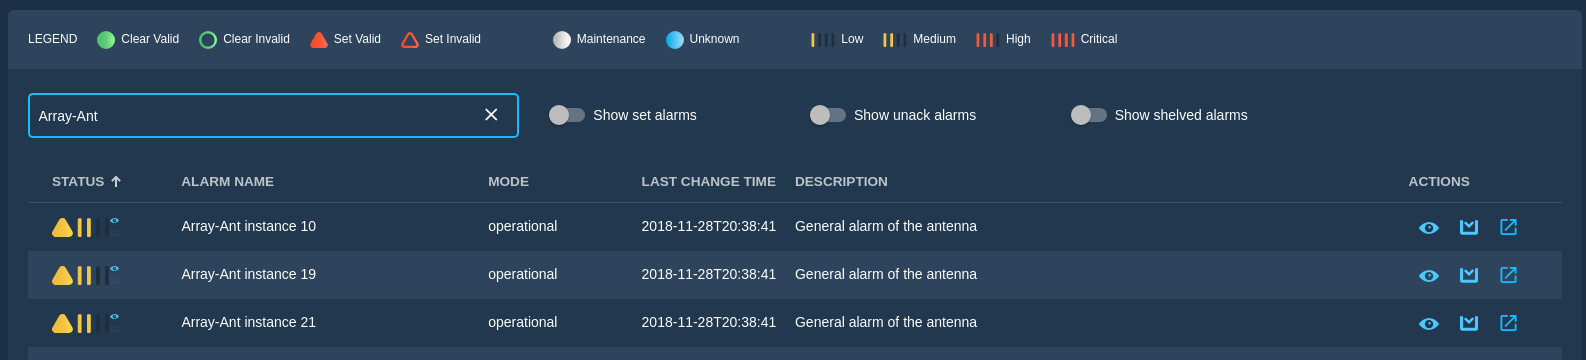 LEGEND Clear Valid Clear Invalid Set Valid Set Invalid Maintenance Unknown Low Medium High Critical
Array-Ant Show set alarms Show unack alarms Show shelved alarms
STATUS ALARM NAME MODE LAST CHANGE TIME DESCRIPTION ACTIONS
Array-Ant instance 10 operational 2018-11-28T20:38:41 General alarm of the antenna
Array-Ant instance 19 operational 2018-11-28T20:38:41 General alarm of the antenna
Array-Ant instance 21 operational 2018-11-28T20:38:41 General alarm of the antenna